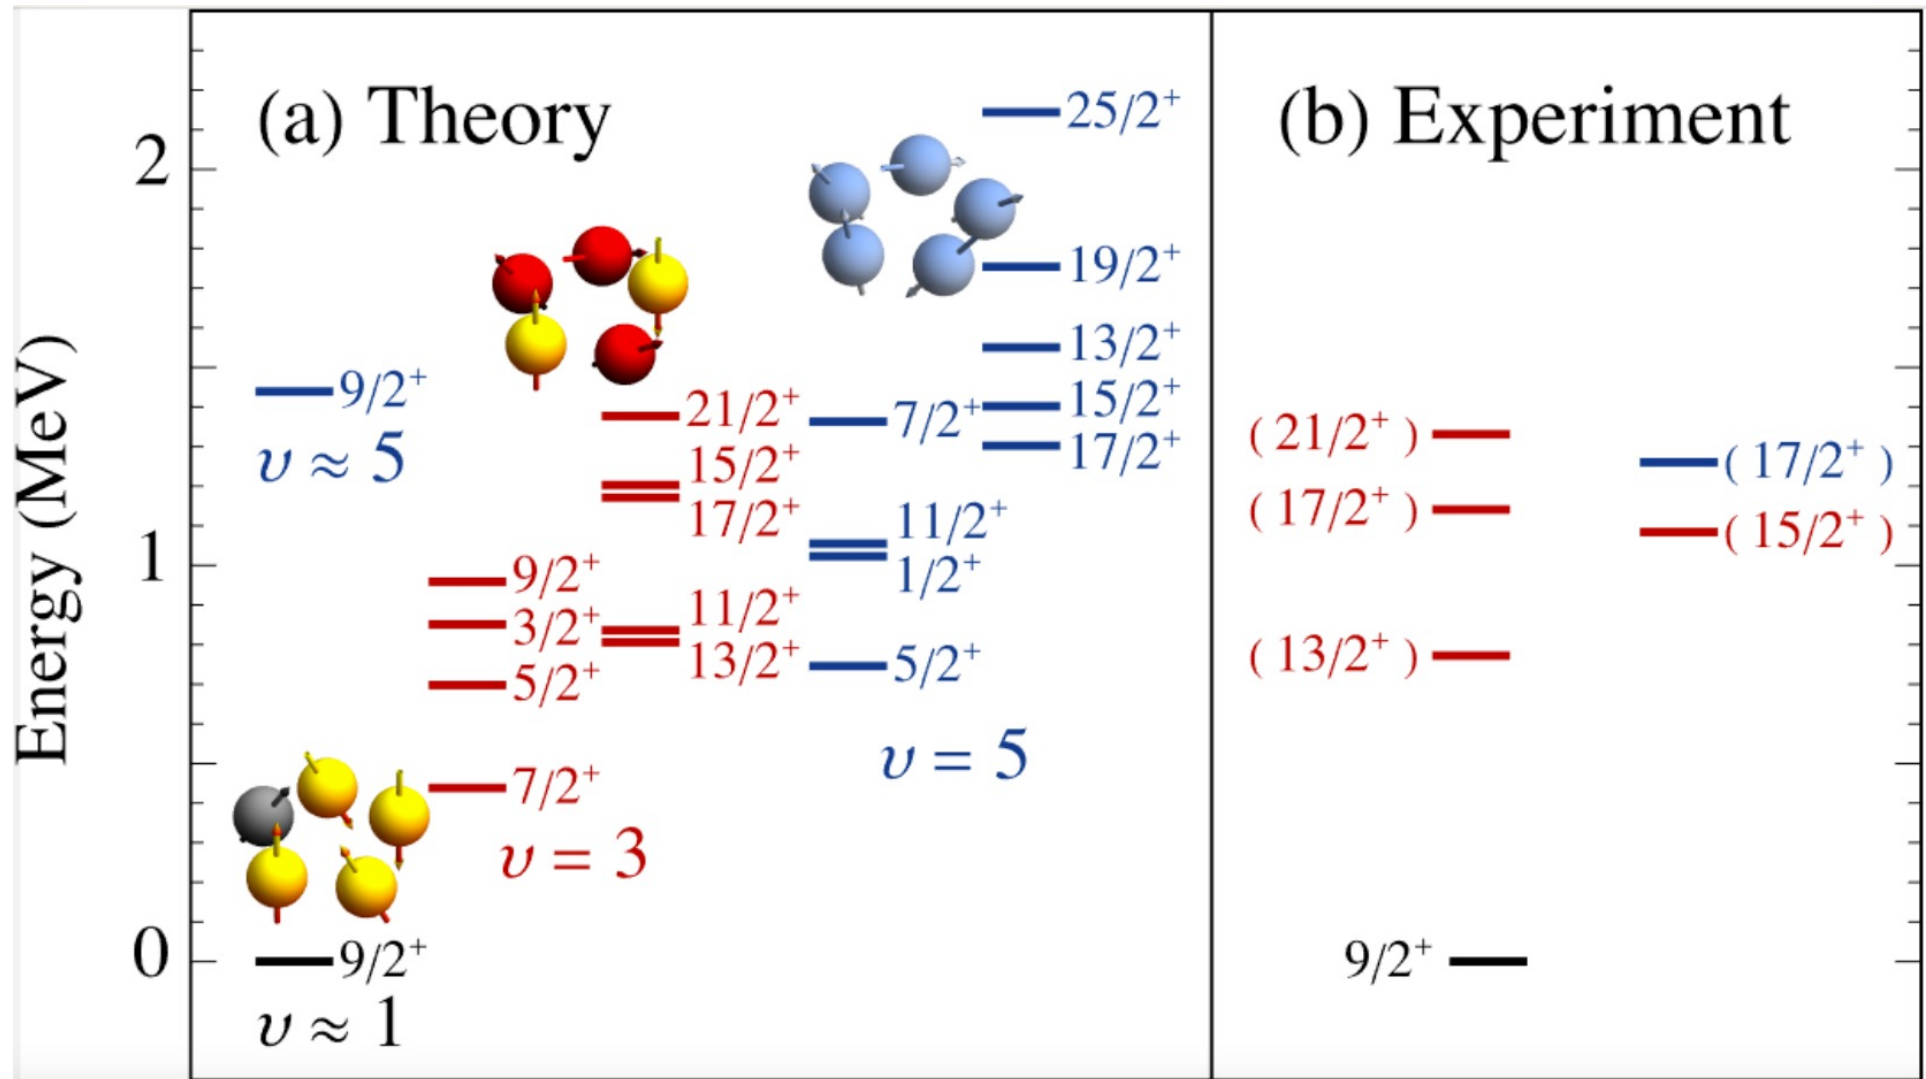 (a) Theory
(b) Experiment
Energy (MeV)
2
1
0
25/2⁺
19/2⁺
13/2⁺
15/2⁺
17/2⁺
9/2⁺
υ ≈ 5
21/2⁺
15/2⁺
17/2⁺
7/2⁺
11/2⁺
1/2⁺
9/2⁺
3/2⁺
5/2⁺
11/2⁺
13/2⁺
5/2⁺
υ = 5
7/2⁺
υ = 3
9/2⁺
υ ≈ 1
( 21/2⁺ )
( 17/2⁺ )
( 17/2⁺ )
( 15/2⁺ )
( 13/2⁺ )
9/2⁺